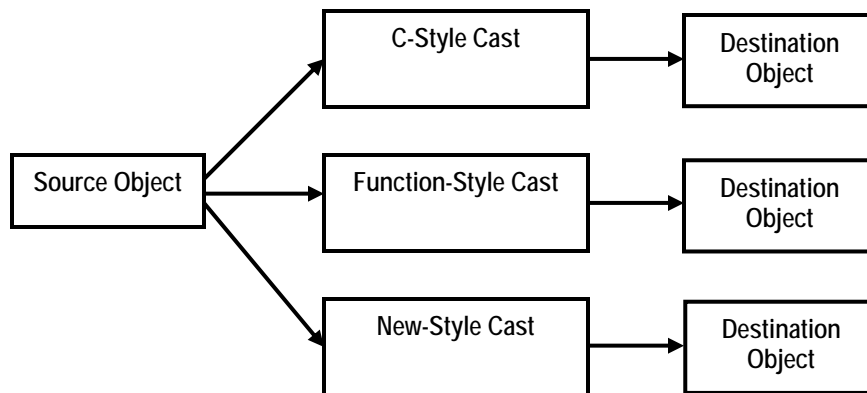 C-Style Cast
Destination
Object
Source Object
Function-Style Cast
Destination
Object
New-Style Cast
Destination
Object